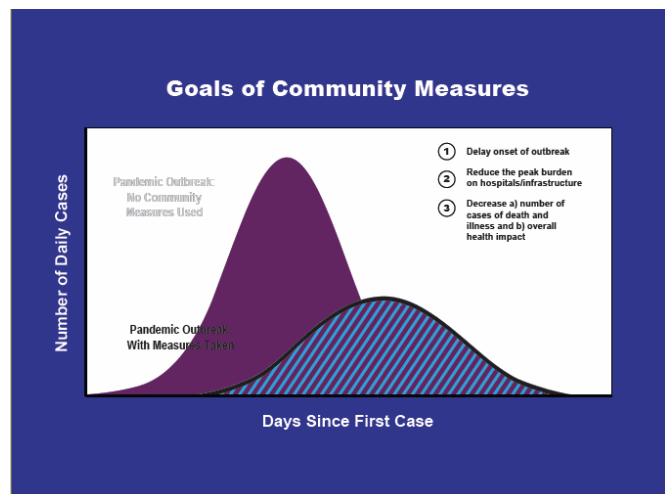 Goals of Community Measures
Pandemic Outbreak:
No Community
Measures Used
1 Delay onset of outbreak
2 Reduce the peak burden
on hospitals/infrastructure
3 Decrease a) number of
cases of death and
illness and b) overall
health impact
Number of Daily Cases
Pandemic Outbreak
With Measures Taken
Days Since First Case